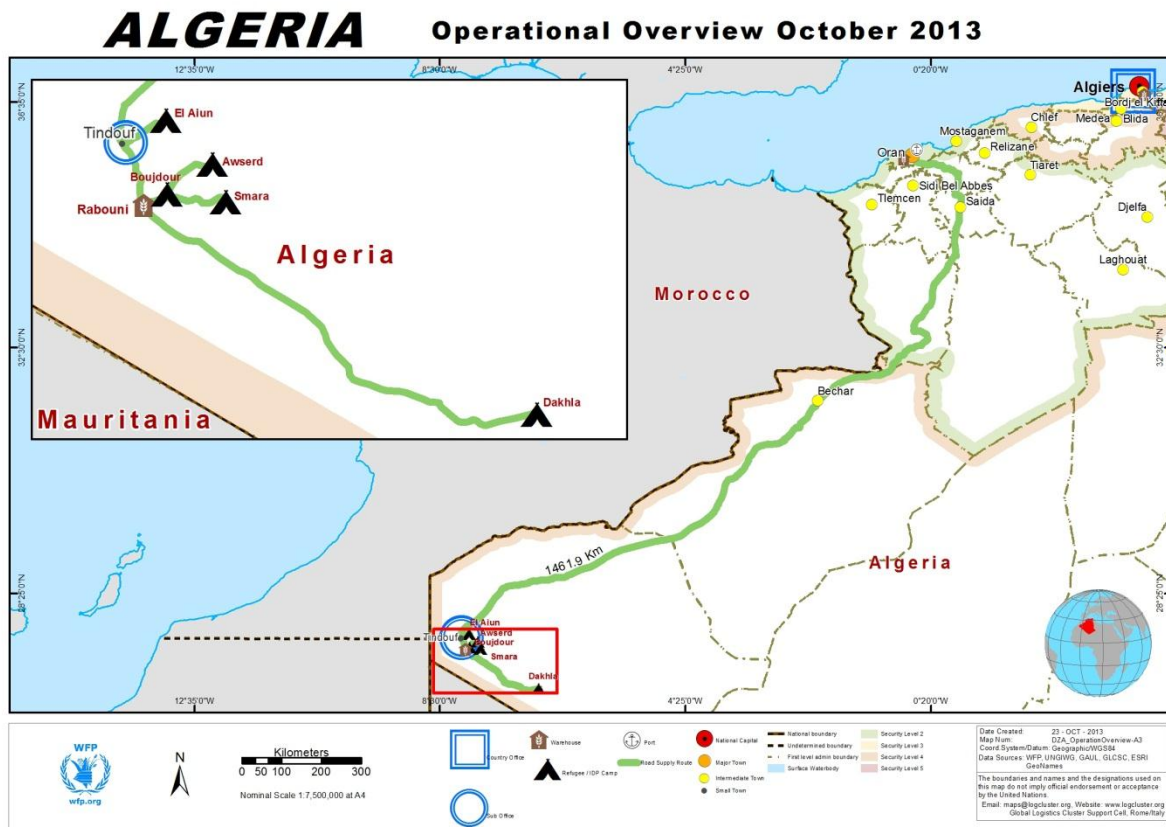 ALGERIA Operational Overview October 2013
12°35'0"W
8°30'0"W
4°25'0"W
0°20'0"W
36°35'0"N
32°30'0"N
28°25'0"N
El Aiun
Tindouf
Awserd
Boujdour
Smara
Rabouni
Algeria
Mauritania
Dakhla
Algiers
Bordj el Kiffa
Medea
Blida
Chlef
Mostaganem
Relizane
Oran
Tiaret
Sidi Bel Abbes
Tlemcen
Saida
Djelfa
Laghouat
Morocco
32°30'0"N
Bechar
1461.9 Km
Algeria
28°25'0"N
El Aiun
Awserd
Tindouf
Boujdour
Smara
Dakhla
12°35'0"W
8°30'0"W
4°25'0"W
0°20'0"W
WFP
wfp.org
N
Kilometers
0 50 100 200 300 400
Nominal Scale 1:7,500,000 at A4
Country Office
Sub Office
Warehouse
Refugee / IDP Camp
Port
Road Supply Route
National Capital
Major Town
Intermediate Town
Small Town
National boundary
Undetermined boundary
First level admin boundary
Surface Waterbody
Security Level 2
Security Level 3
Security Level 4
Security Level 5
Date Created: 23 - OCT - 2013
Map Num: DZA_OperationOverview-A3
Coord.System/Datum: Geographic/WGS84
Data Sources: WFP, UNGIWG, GAUL, GLCSC, ESRI
GeoNames
The boundaries and names and the designations used on
this map do not imply official endorsement or acceptance
by the United Nations.
Email: maps@logcluster.org, Website: www.logcluster.org
Global Logistics Cluster Support Cell, Rome/Italy